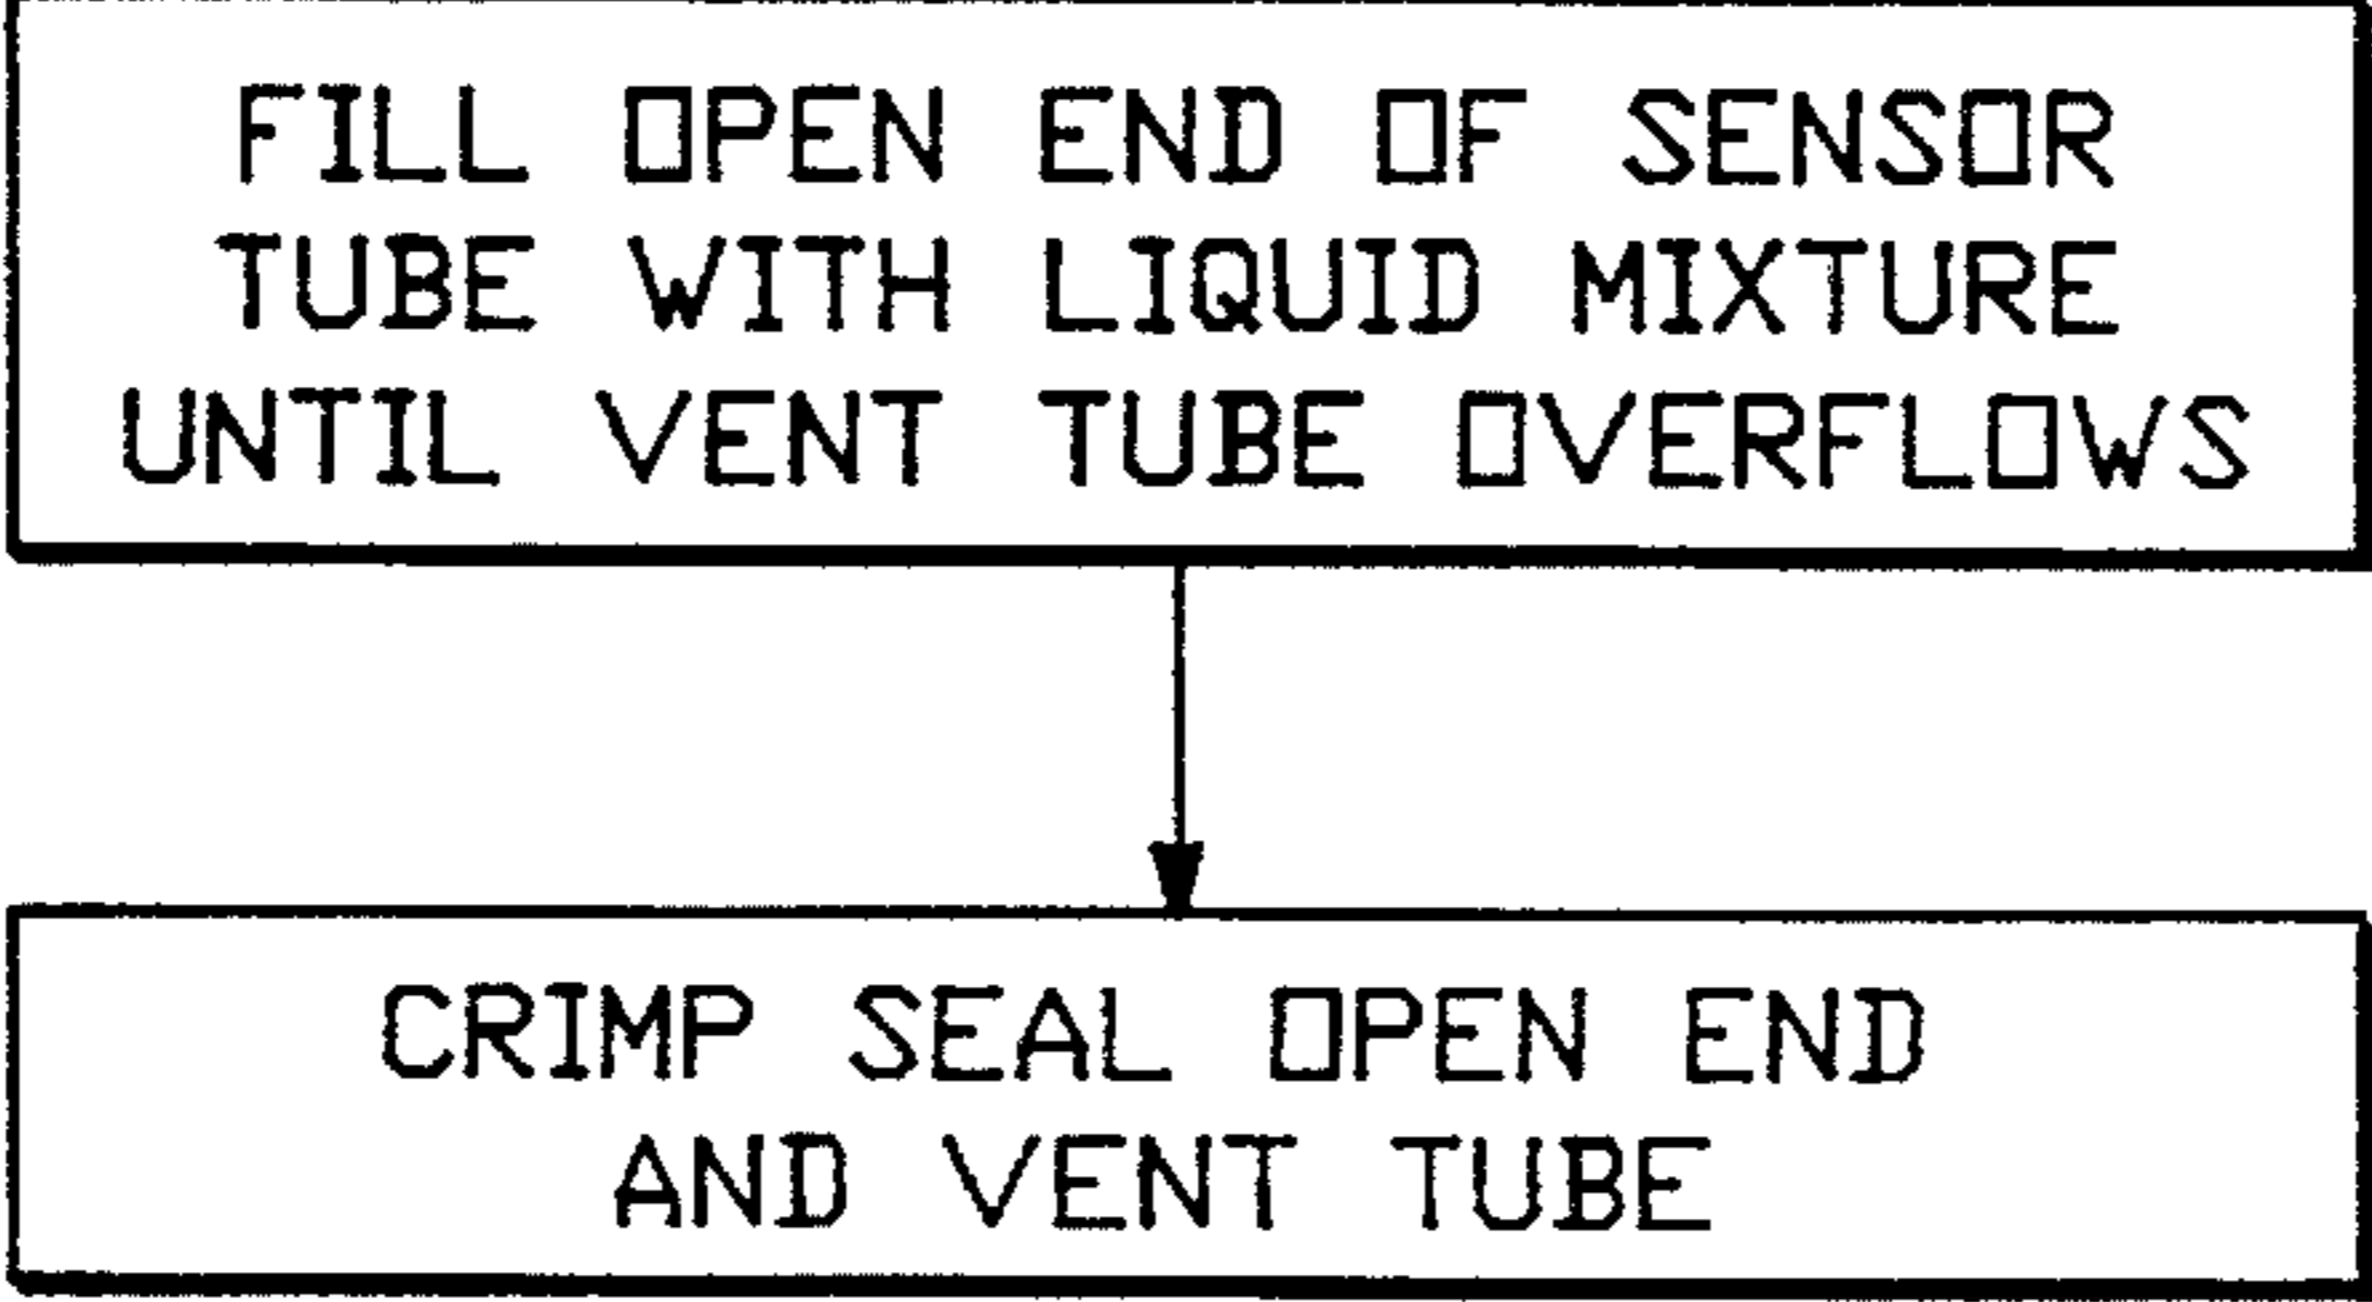 FILL OPEN END OF SENSOR
TUBE WITH LIQUID MIXTURE
UNTIL VENT TUBE OVERFLOWS
CRIMP SEAL OPEN END
AND VENT TUBE